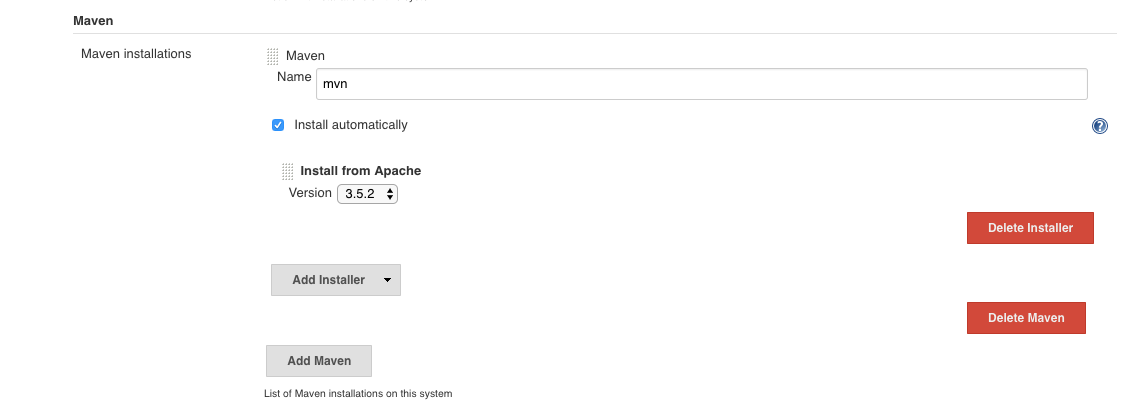 Maven
Maven installations
Maven
Name
mvn
Install automatically
?
Install from Apache
Version 3.5.2
Delete Installer
Add Installer
Delete Maven
Add Maven
List of Maven installations on this system